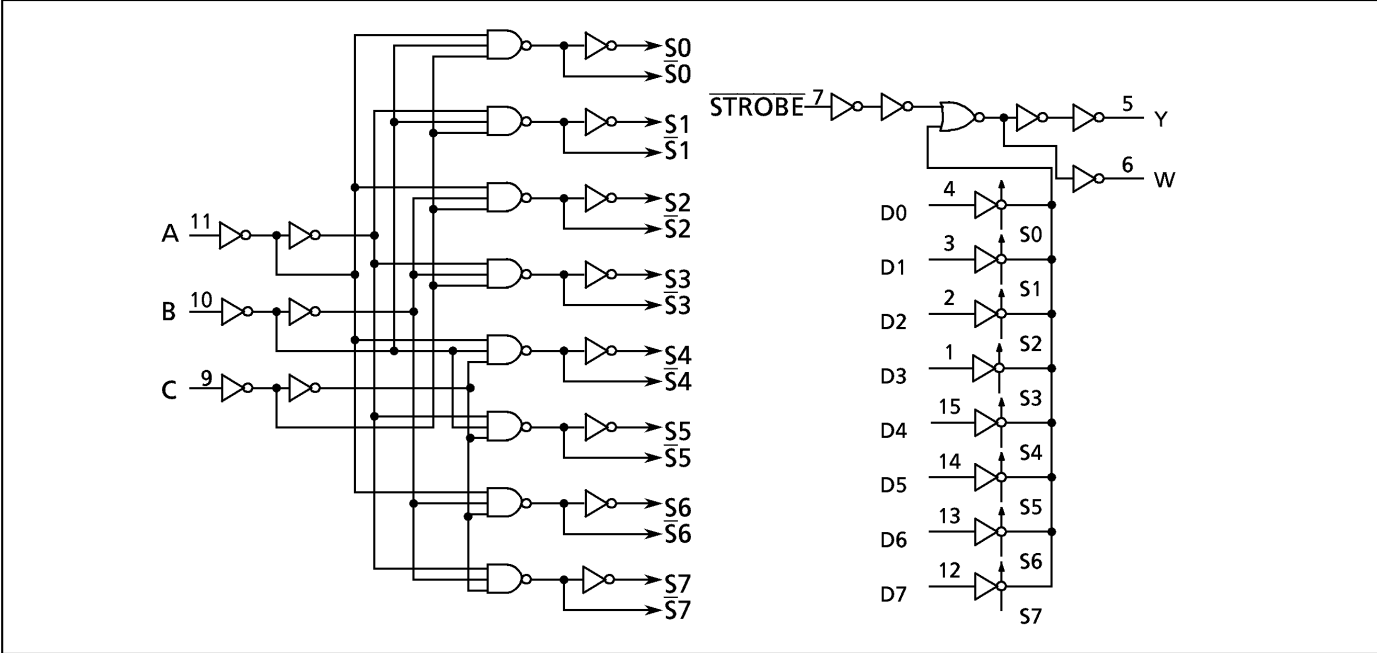 S0
S̅0
S1
S̅1
S2
S̅2
A 11
S3
S̅3
B 10
S4
S̅4
C 9
S5
S̅5
S6
S̅6
S7
S̅7
S̅T̅R̅O̅B̅E̅ 7
5 Y
6 W
D0 4
S0
D1 3
S1
D2 2
S2
D3 1
S3
D4 15
S4
D5 14
S5
D6 13
S6
D7 12
S7